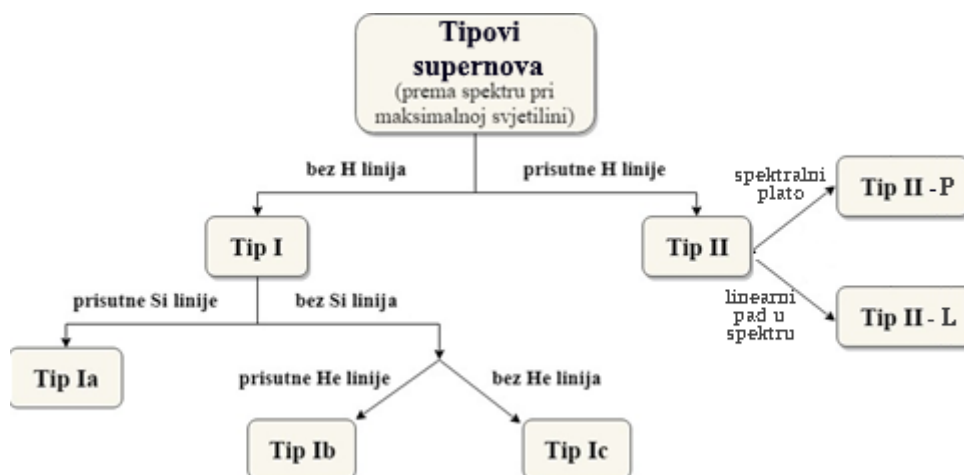 Tipovi
supernova
(prema spektru pri
maksimalnoj svjetilini)
bez H linija
prisutne H linije
spektralni
plato
Tip II - P
Tip I
Tip II
linearni
pad u
spektru
Tip II - L
prisutne Si linije
bez Si linija
Tip Ia
prisutne He linije
bez He linija
Tip Ib
Tip Ic